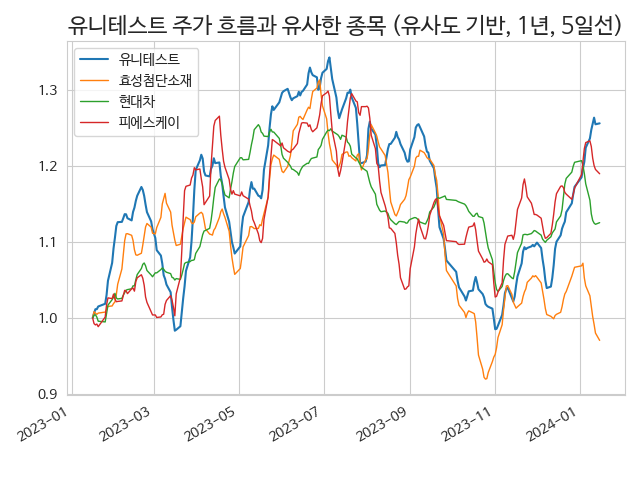 유니테스트 주가 흐름과 유사한 종목 (유사도 기반, 1년, 5일선)
유니테스트
효성첨단소재
현대차
피에스케이
1.3
1.2
1.1
1.0
0.9
2023-01
2023-03
2023-05
2023-07
2023-09
2023-11
2024-01